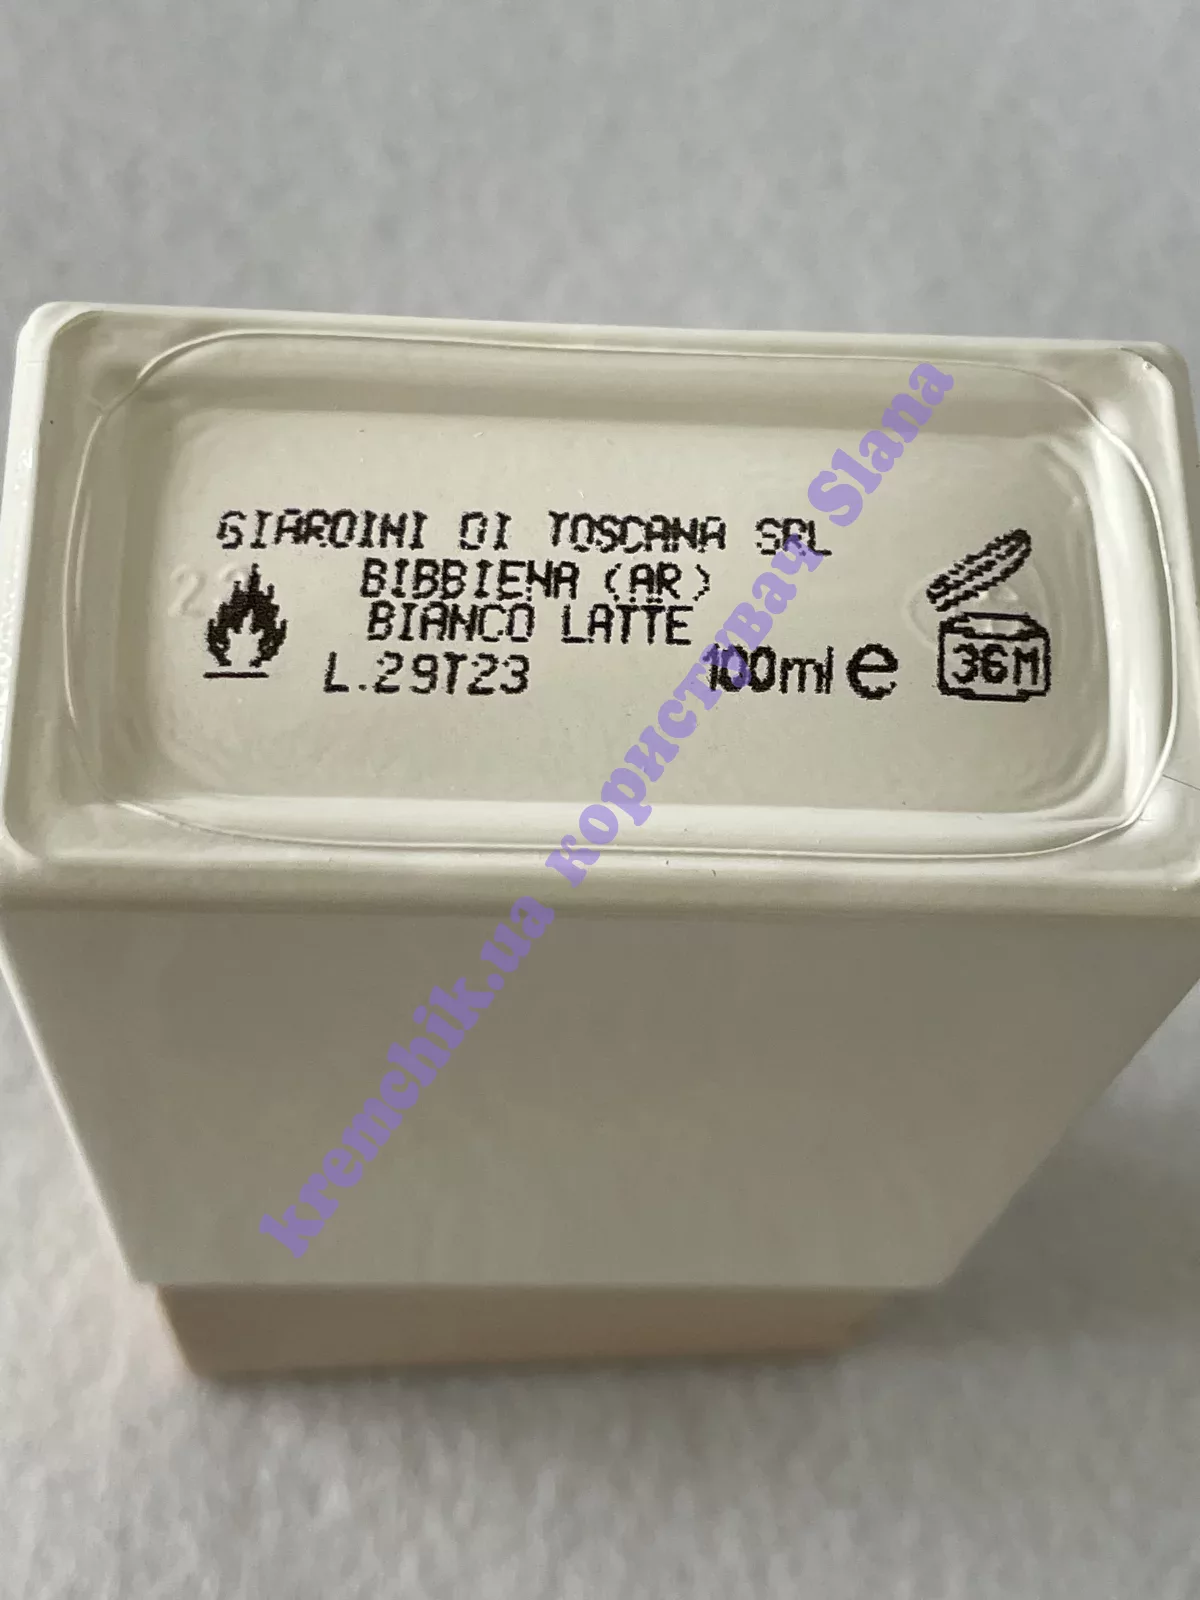 GIARDINI DI TOSCANA SRL
BIBBIENA (AR)
BIANCO LATTE
L.29T23
100ml e
36M
kremchik.ua користувач Slana